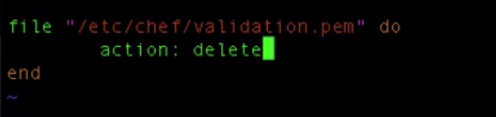 file "/etc/chef/validation.pem" do
action: delete
end
~